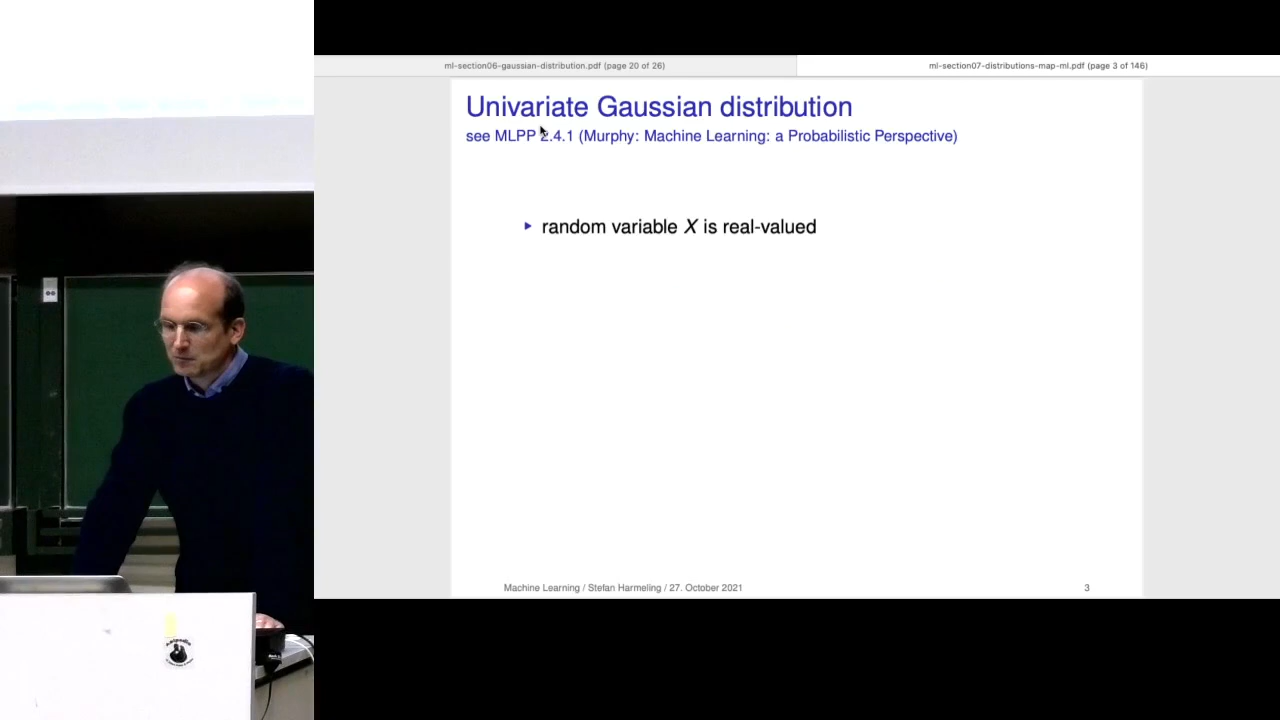 ml-section06-gaussian-distribution.pdf (page 20 of 26)
ml-section07-distributions-map-ml.pdf (page 3 of 146)
Univariate Gaussian distribution
see MLPP 2.4.1 (Murphy: Machine Learning: a Probabilistic Perspective)
▸ random variable X is real-valued
Machine Learning / Stefan Harmeling / 27. October 2021
3